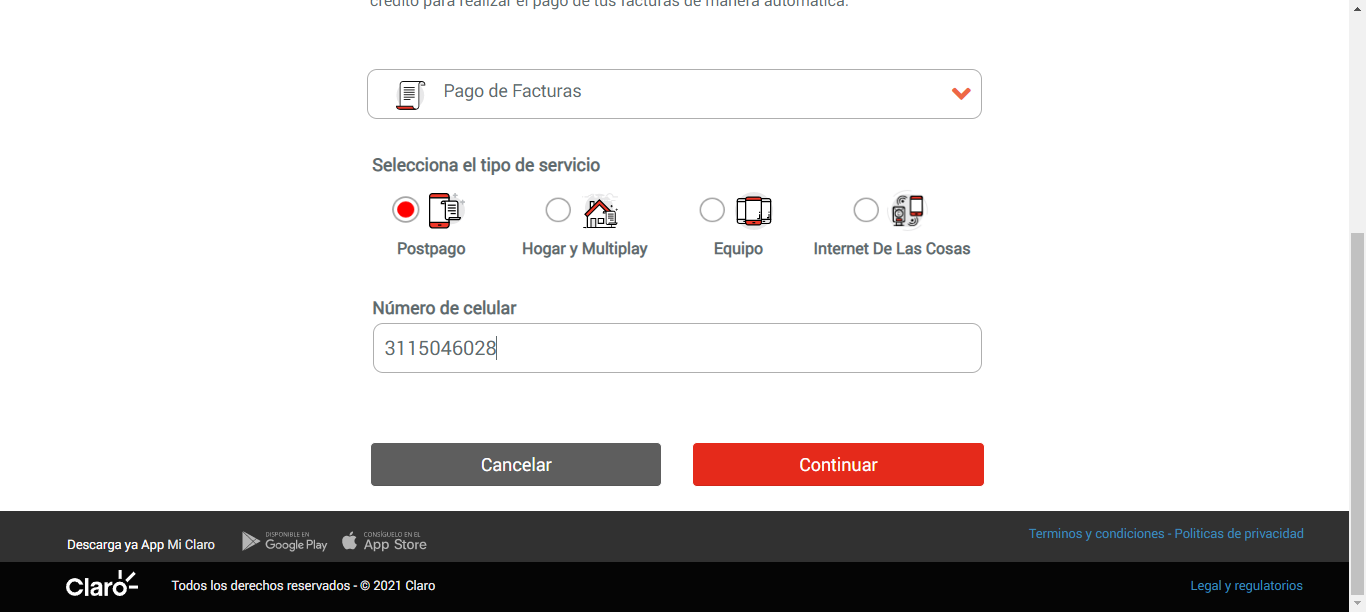 crédito para realizar el pago de tus facturas de manera automática.
Pago de Facturas
Selecciona el tipo de servicio
Postpago
Hogar y Multiplay
Equipo
Internet De Las Cosas
Número de celular
3115046028
Cancelar
Continuar
Descarga ya App Mi Claro
DISPONIBLE EN
Google Play
CONSÍGUELO EN EL
App Store
Terminos y condiciones - Politicas de privacidad
Claro
Todos los derechos reservados - © 2021 Claro
Legal y regulatorios